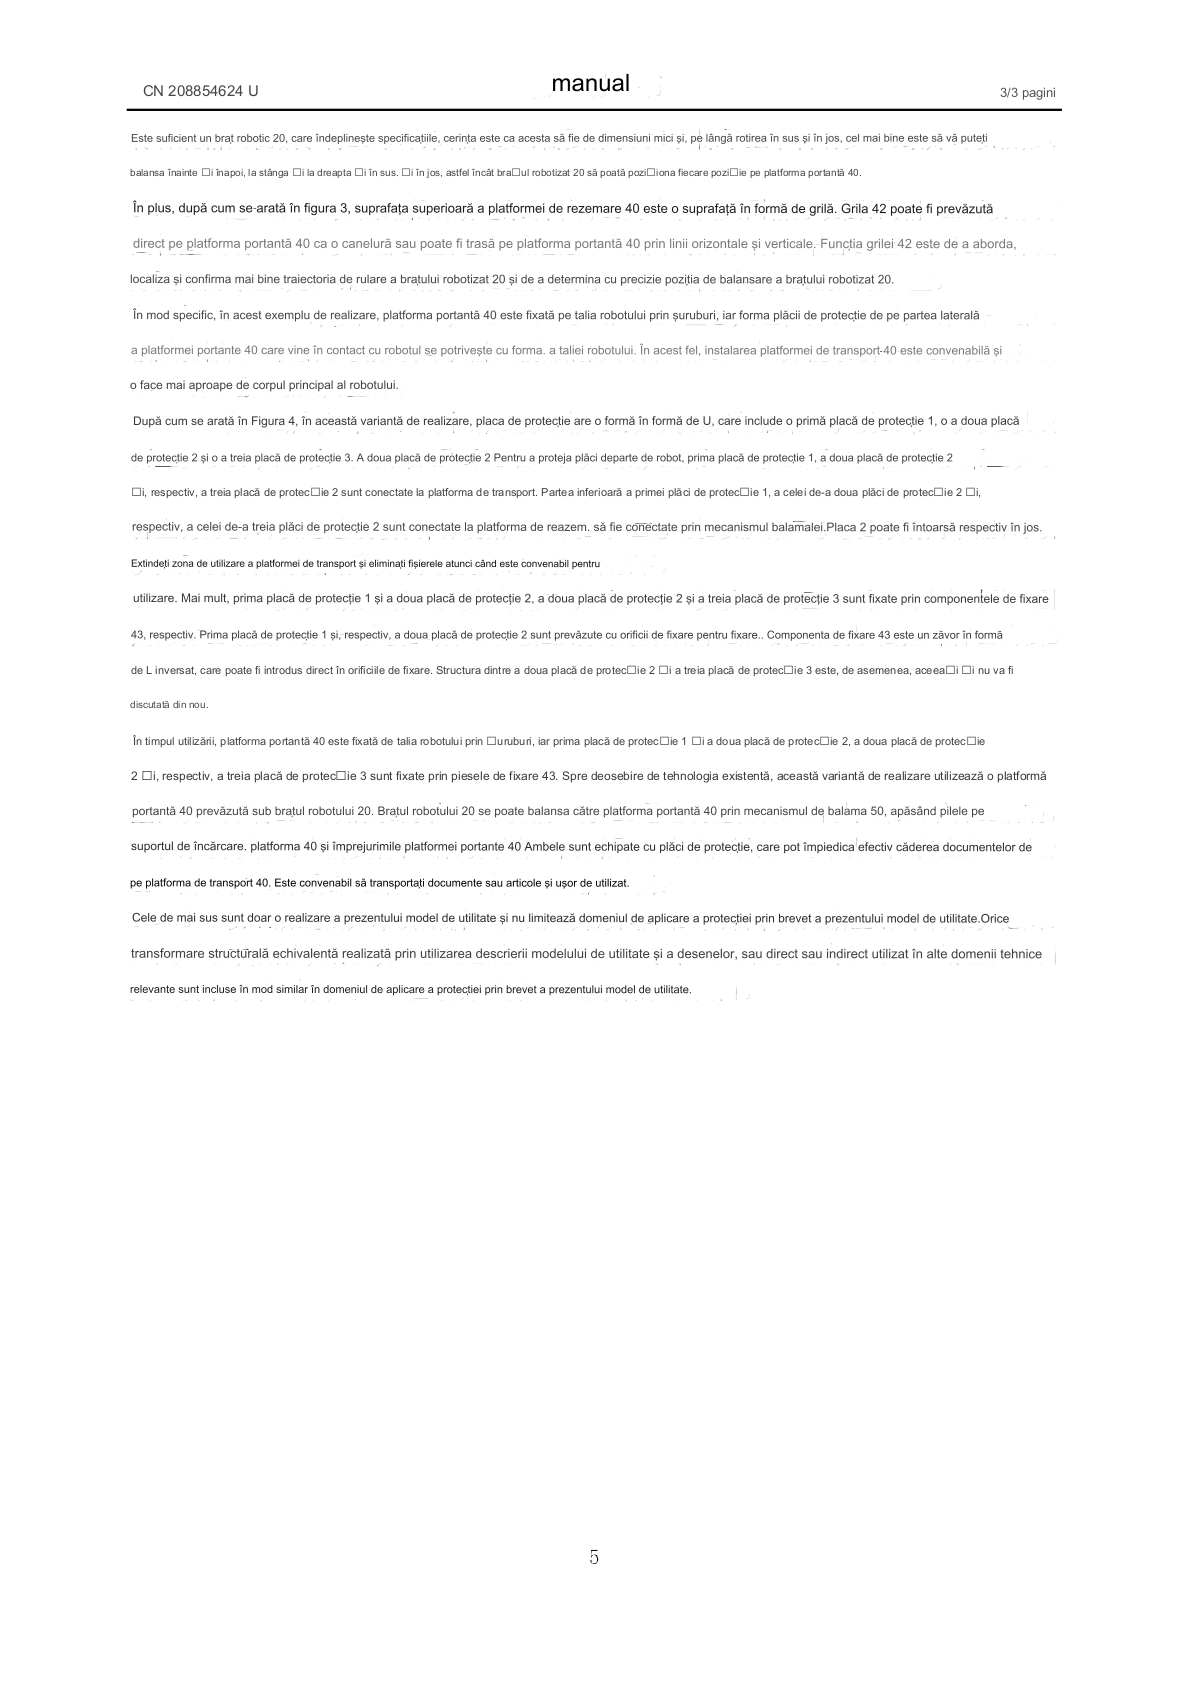 CN 208854624 U
manual
3/3 pagini
Este suficient un braț robotic 20, care îndeplinește specificațiile, cerința este ca acesta să fie de dimensiuni mici și, pe lângă rotirea în sus și în jos, cel mai bine este să vă puteți
balansa înainte □i înapoi, la stânga □i la dreapta □i în sus. □i în jos, astfel încât bra□ul robotizat 20 să poată pozi□iona fiecare pozi□ie pe platforma portantă 40.
În plus, după cum se-arată în figura 3, suprafața superioară a platformei de rezemare 40 este o suprafață în formă de grilă. Grila 42 poate fi prevăzută
direct pe platforma portantă 40 ca o canelură sau poate fi trasă pe platforma portantă 40 prin linii orizontale și verticale. Funcția grilei 42 este de a aborda,
localiza și confirma mai bine traiectoria de rulare a brațului robotizat 20 și de a determina cu precizie poziția de balansare a brațului robotizat 20.
În mod specific, în acest exemplu de realizare, platforma portantă 40 este fixată pe talia robotului prin șuruburi, iar forma plăcii de protecție de pe partea laterală
a platformei portante 40 care vine în contact cu robotul se potrivește cu forma. a taliei robotului. În acest fel, instalarea platformei de transport-40 este convenabilă și
o face mai aproape de corpul principal al robotului.
După cum se arată în Figura 4, în această variantă de realizare, placa de protecție are o formă în formă de U, care include o primă placă de protecție 1, o a doua placă
de protecție 2 și o a treia placă de protecție 3. A doua placă de protecție 2 Pentru a proteja plăci departe de robot, prima placă de protecție 1, a doua placă de protecție 2
□i, respectiv, a treia placă de protec□ie 2 sunt conectate la platforma de transport. Partea inferioară a primei plăci de protec□ie 1, a celei de-a doua plăci de protec□ie 2 □i,
respectiv, a celei de-a treia plăci de protecție 2 sunt conectate la platforma de reazem. să fie conectate prin mecanismul balamalei.Placa 2 poate fi întoarsă respectiv în jos.
Extindeți zona de utilizare a platformei de transport și eliminați fișierele atunci când este convenabil pentru
utilizare. Mai mult, prima placă de protecție 1 și a doua placă de protecție 2, a doua placă de protecție 2 și a treia placă de protecție 3 sunt fixate prin componentele de fixare
43, respectiv. Prima placă de protecție 1 și, respectiv, a doua placă de protecție 2 sunt prevăzute cu orificii de fixare pentru fixare.. Componenta de fixare 43 este un zăvor în formă
de L inversat, care poate fi introdus direct în orificiile de fixare. Structura dintre a doua placă de protec□ie 2 □i a treia placă de protec□ie 3 este, de asemenea, aceea□i □i nu va fi
discutată din nou.
În timpul utilizării, platforma portantă 40 este fixată de talia robotului prin □uruburi, iar prima placă de protec□ie 1 □i a doua placă de protec□ie 2, a doua placă de protec□ie
2 □i, respectiv, a treia placă de protec□ie 3 sunt fixate prin piesele de fixare 43. Spre deosebire de tehnologia existentă, această variantă de realizare utilizează o platformă
portantă 40 prevăzută sub brațul robotului 20. Brațul robotului 20 se poate balansa către platforma portantă 40 prin mecanismul de balama 50, apăsând pilele pe
suportul de încărcare. platforma 40 și împrejurimile platformei portante 40 Ambele sunt echipate cu plăci de protecție, care pot împiedica efectiv căderea documentelor de
pe platforma de transport 40. Este convenabil să transportați documente sau articole și ușor de utilizat.
Cele de mai sus sunt doar o realizare a prezentului model de utilitate și nu limitează domeniul de aplicare a protecției prin brevet a prezentului model de utilitate.Orice
transformare structurală echivalentă realizată prin utilizarea descrierii modelului de utilitate și a desenelor, sau direct sau indirect utilizat în alte domenii tehnice
relevante sunt incluse în mod similar în domeniul de aplicare a protecției prin brevet a prezentului model de utilitate.
5